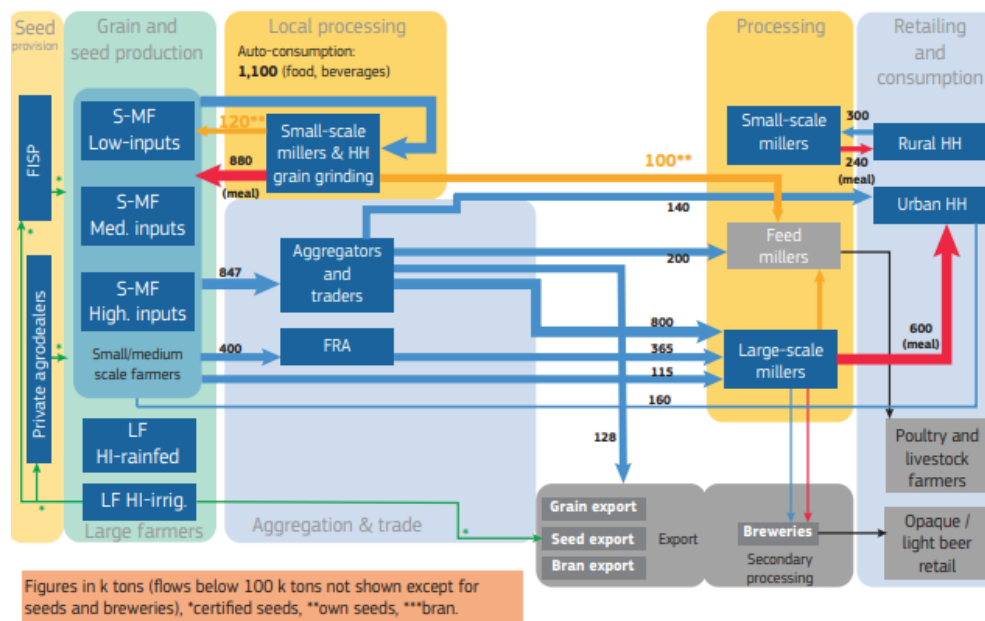 Seed
provision
Grain and
seed production
Local processing
Auto-consumption:
1,100 (food, beverages)
Processing
Retailing
and
consumption
FISP
Private agrodealers
S-MF
Low-inputs
S-MF
Med. inputs
S-MF
High. inputs
Small/medium
scale farmers
LF
HI-rainfed
LF HI-irrig.
Large farmers
120**
880
(meal)
Small-scale
millers & HH
grain grinding
847
Aggregators
and
traders
400
FRA
Aggregation & trade
100**
140
200
800
365
115
160
128
Small-scale
millers
300
240
(meal)
Rural HH
Urban HH
Feed
millers
Large-scale
millers
600
(meal)
Poultry and
livestock
farmers
Grain export
Seed export
Bran export
Export
Breweries
Secondary
processing
Opaque /
light beer
retail
*
*
*
*
*
*
Figures in k tons (flows below 100 k tons not shown except for
seeds and breweries), *certified seeds, **own seeds, ***bran.